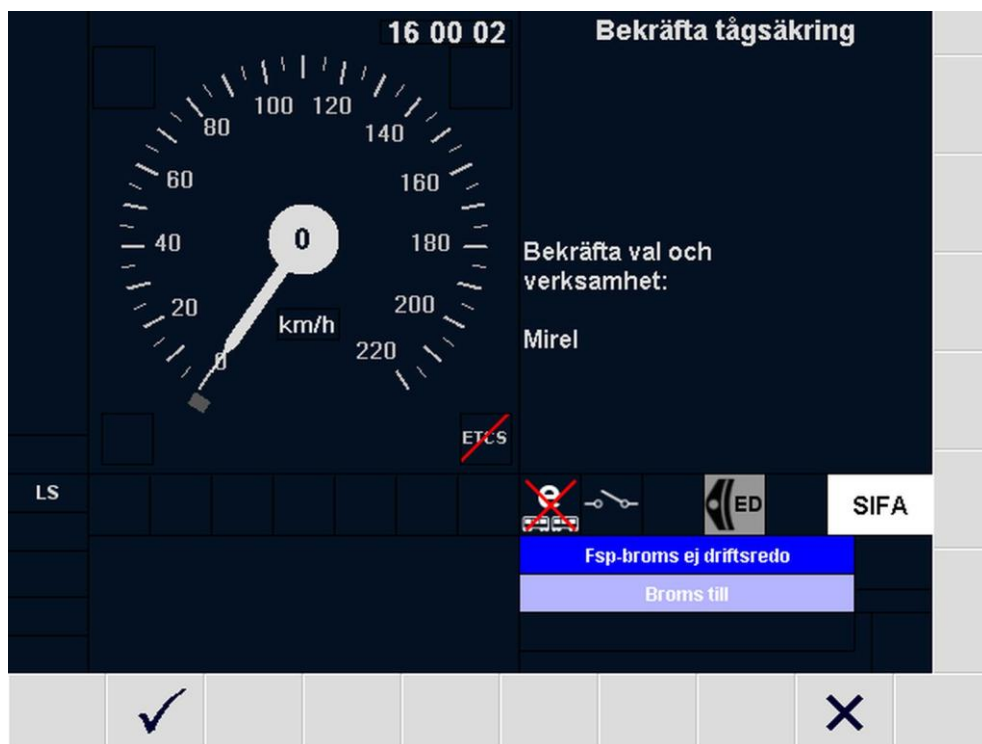 16 00 02
Bekräfta tågsäkring
100 120
80 140
60 160
40 0 180
20 200
km/h
0 220
Bekräfta val och
verksamhet:
Mirel
ETCS
LS
e
ED
SIFA
Fsp-broms ej driftsredo
Broms till